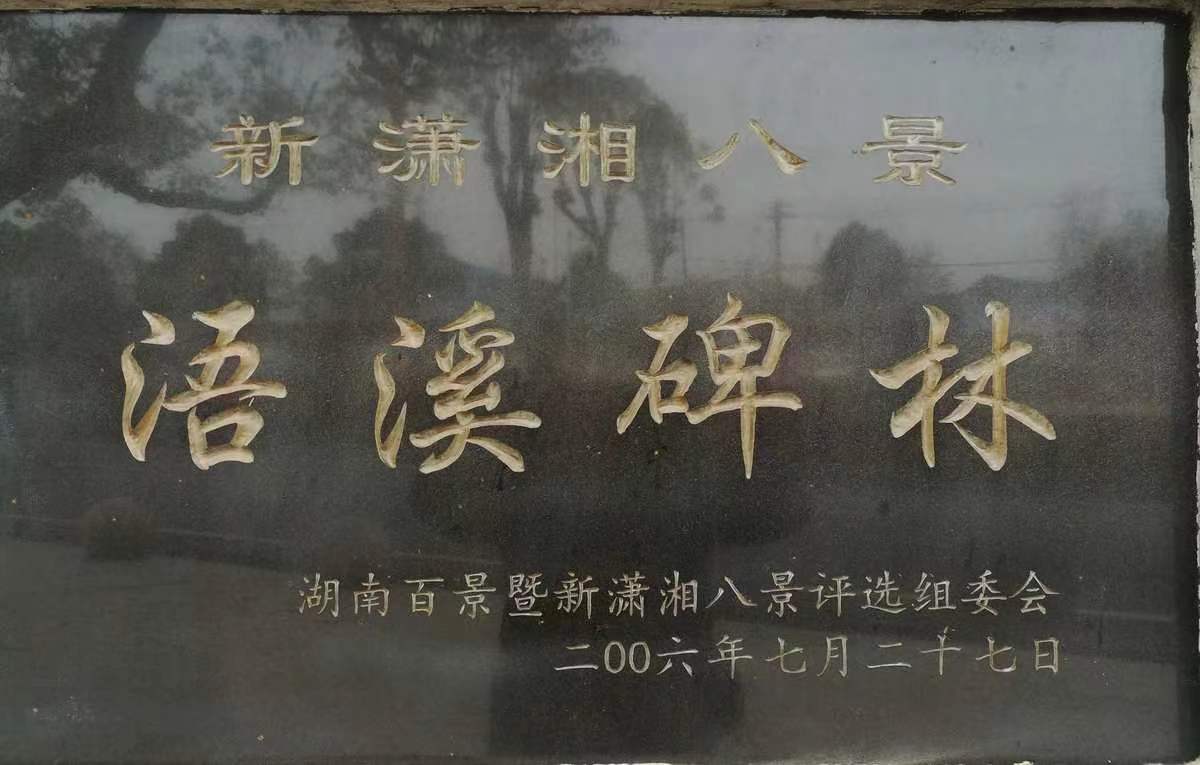 新潇湘八景
浯溪碑林
湖南百景暨新潇湘八景评选组委会
二00六年七月二十七日